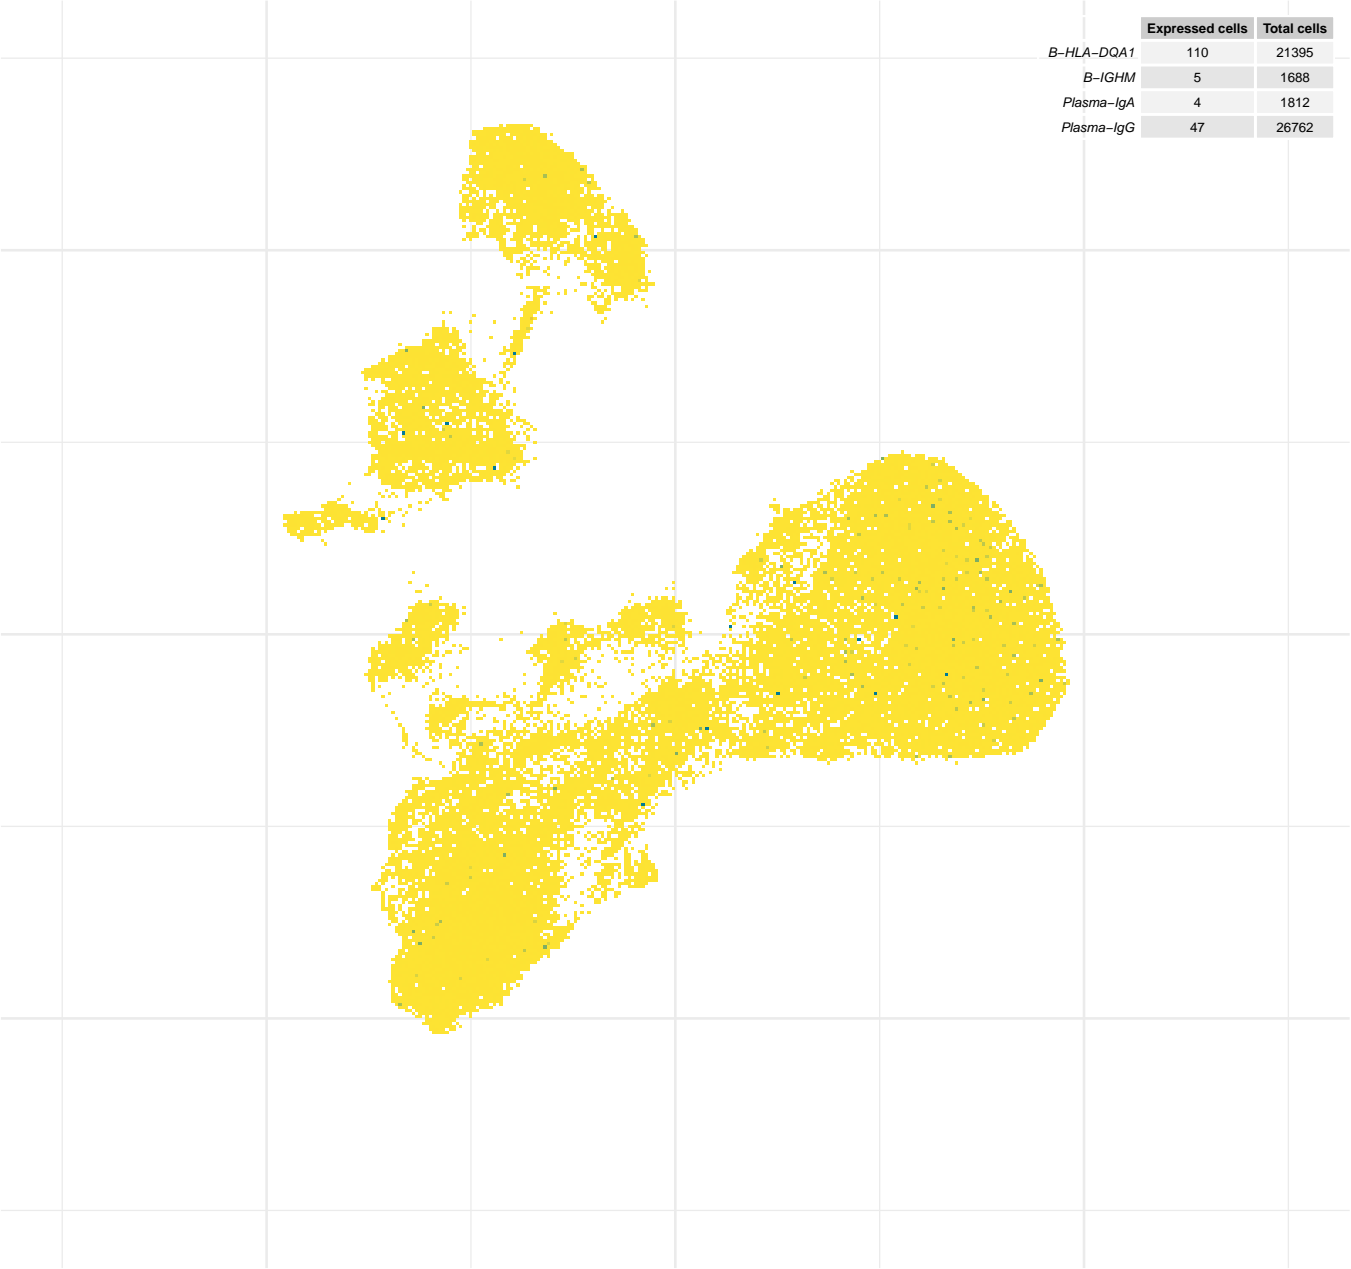 Expressed cells Total cells
B−HLA−DQA1 110 21395
B−IGHM 5 1688
Plasma−IgA 4 1812
Plasma−IgG 47 26762